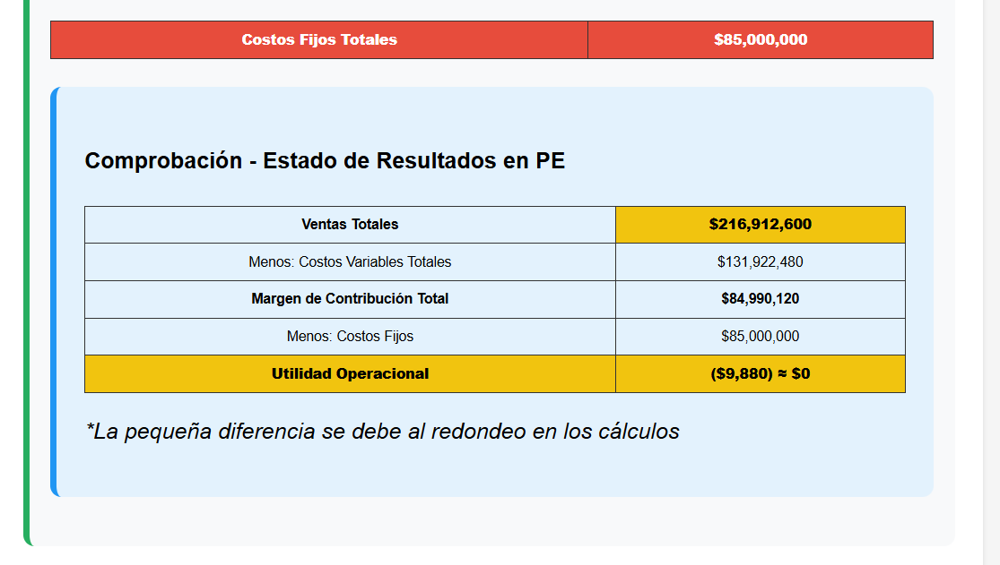 Costos Fijos Totales $85,000,000
Comprobación - Estado de Resultados en PE
Ventas Totales $216,912,600
Menos: Costos Variables Totales $131,922,480
Margen de Contribución Total $84,990,120
Menos: Costos Fijos $85,000,000
Utilidad Operacional ($9,880) ≈ $0
*La pequeña diferencia se debe al redondeo en los cálculos